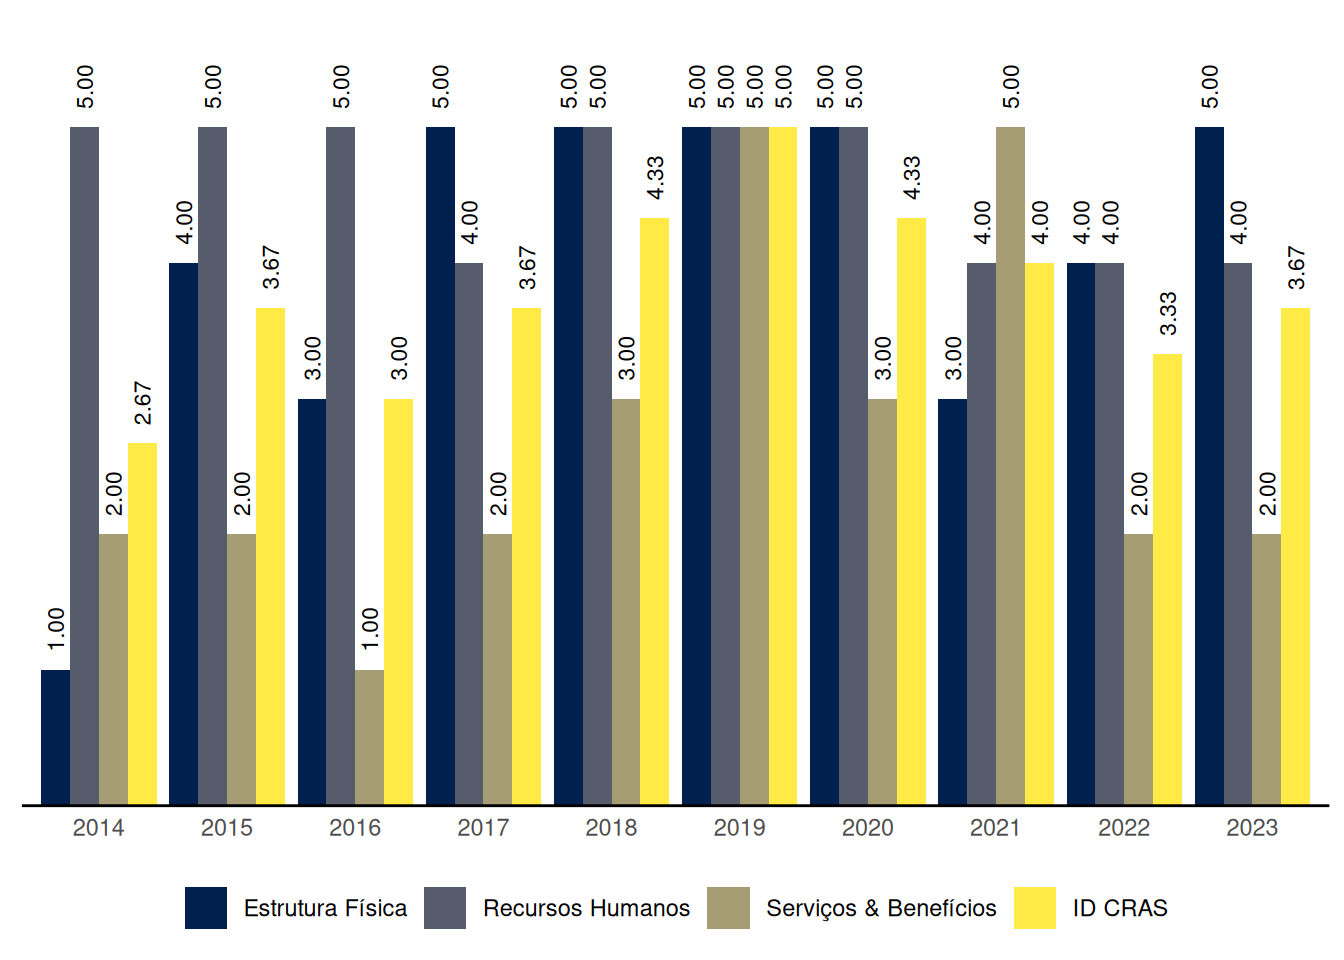 5.00 5.00 5.00 5.00 5.00 5.00 5.00 5.00 5.00 5.00 5.00 5.00 5.00 5.00
4.33 4.33
4.00 4.00 4.00 4.00 4.00 4.00 4.00
3.67 3.67 3.67
3.00 3.00 3.00 3.00 3.00 3.33
2.67
2.00 2.00 2.00 2.00 2.00
1.00 1.00
2014 2015 2016 2017 2018 2019 2020 2021 2022 2023
Estrutura Física Recursos Humanos Serviços & Benefícios ID CRAS